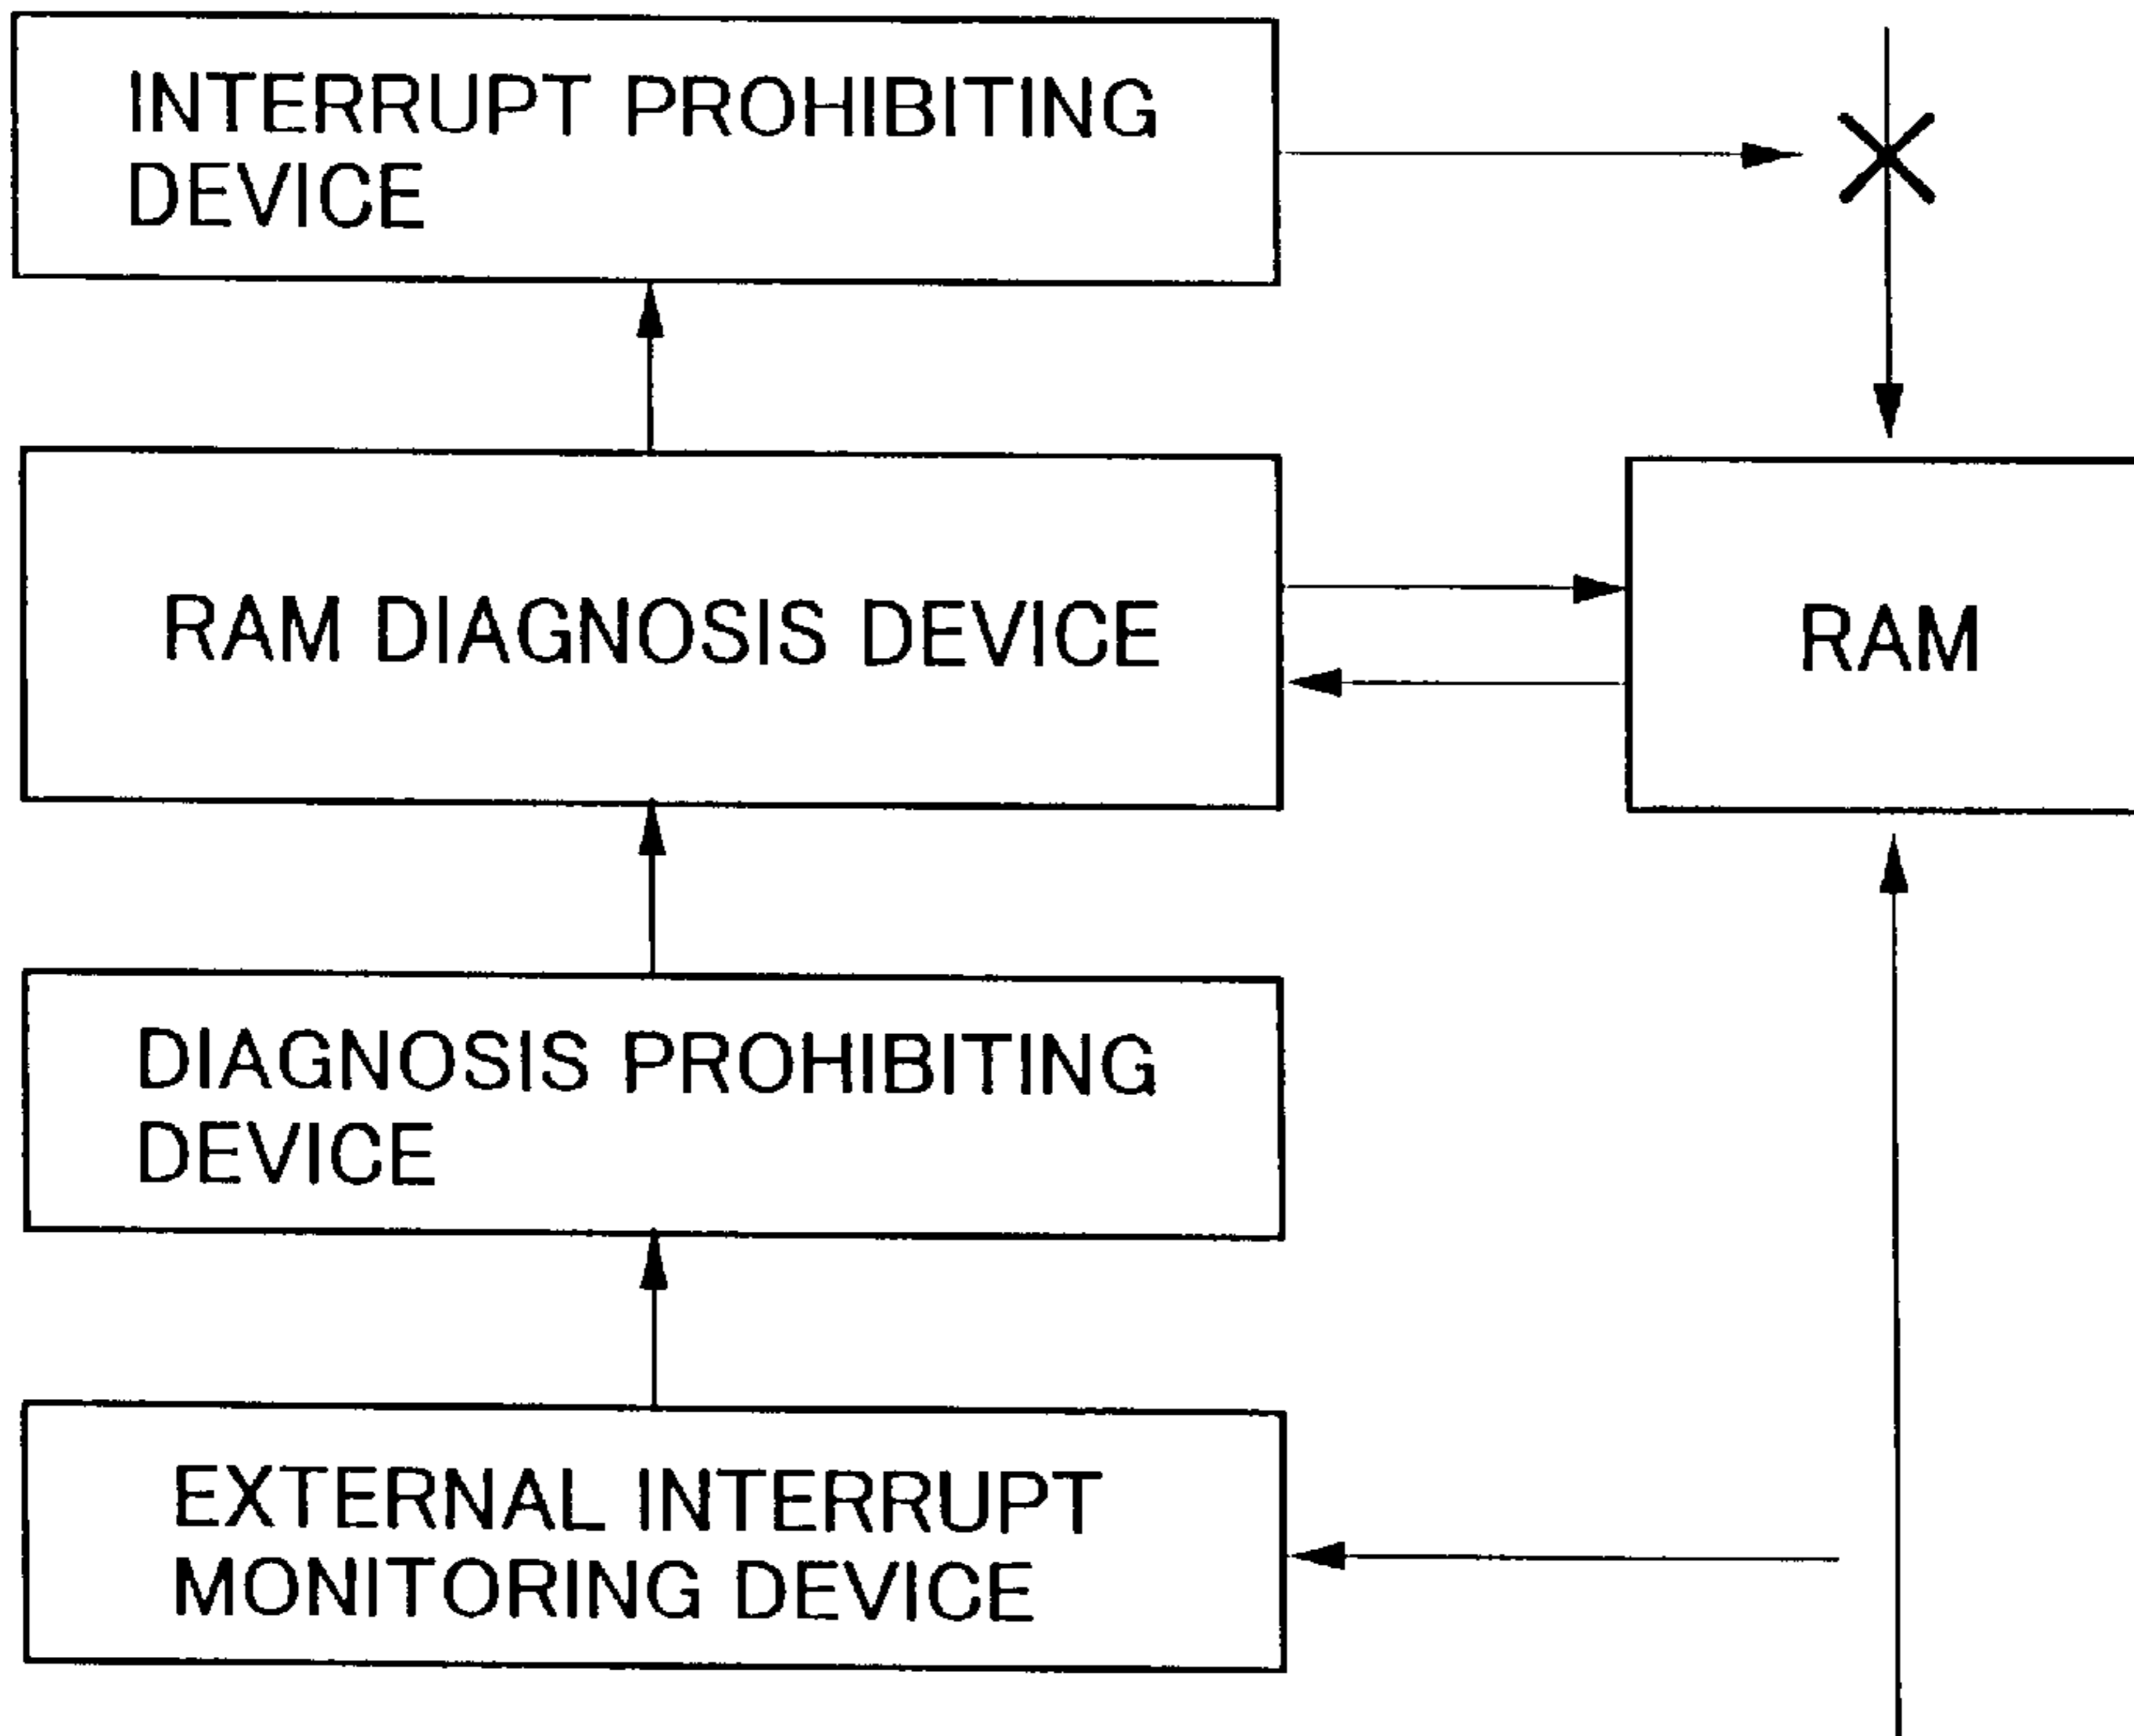 INTERRUPT PROHIBITING
DEVICE
RAM DIAGNOSIS DEVICE
RAM
DIAGNOSIS PROHIBITING
DEVICE
EXTERNAL INTERRUPT
MONITORING DEVICE